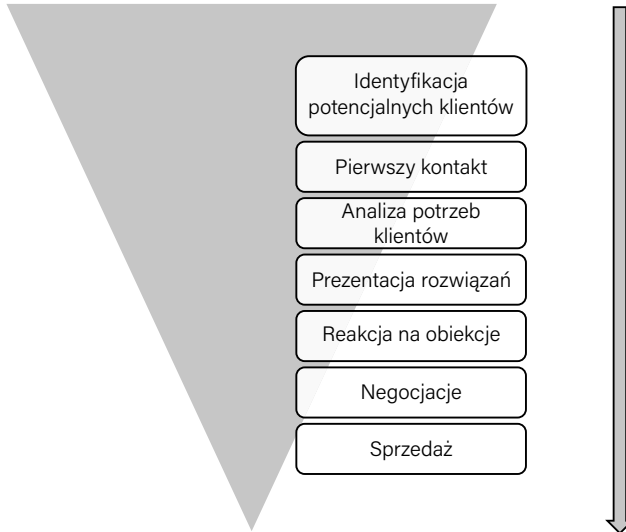 Identyfikacja
potencjalnych klientów
Pierwszy kontakt
Analiza potrzeb
klientów
Prezentacja rozwiązań
Reakcja na obiekcje
Negocjacje
Sprzedaż